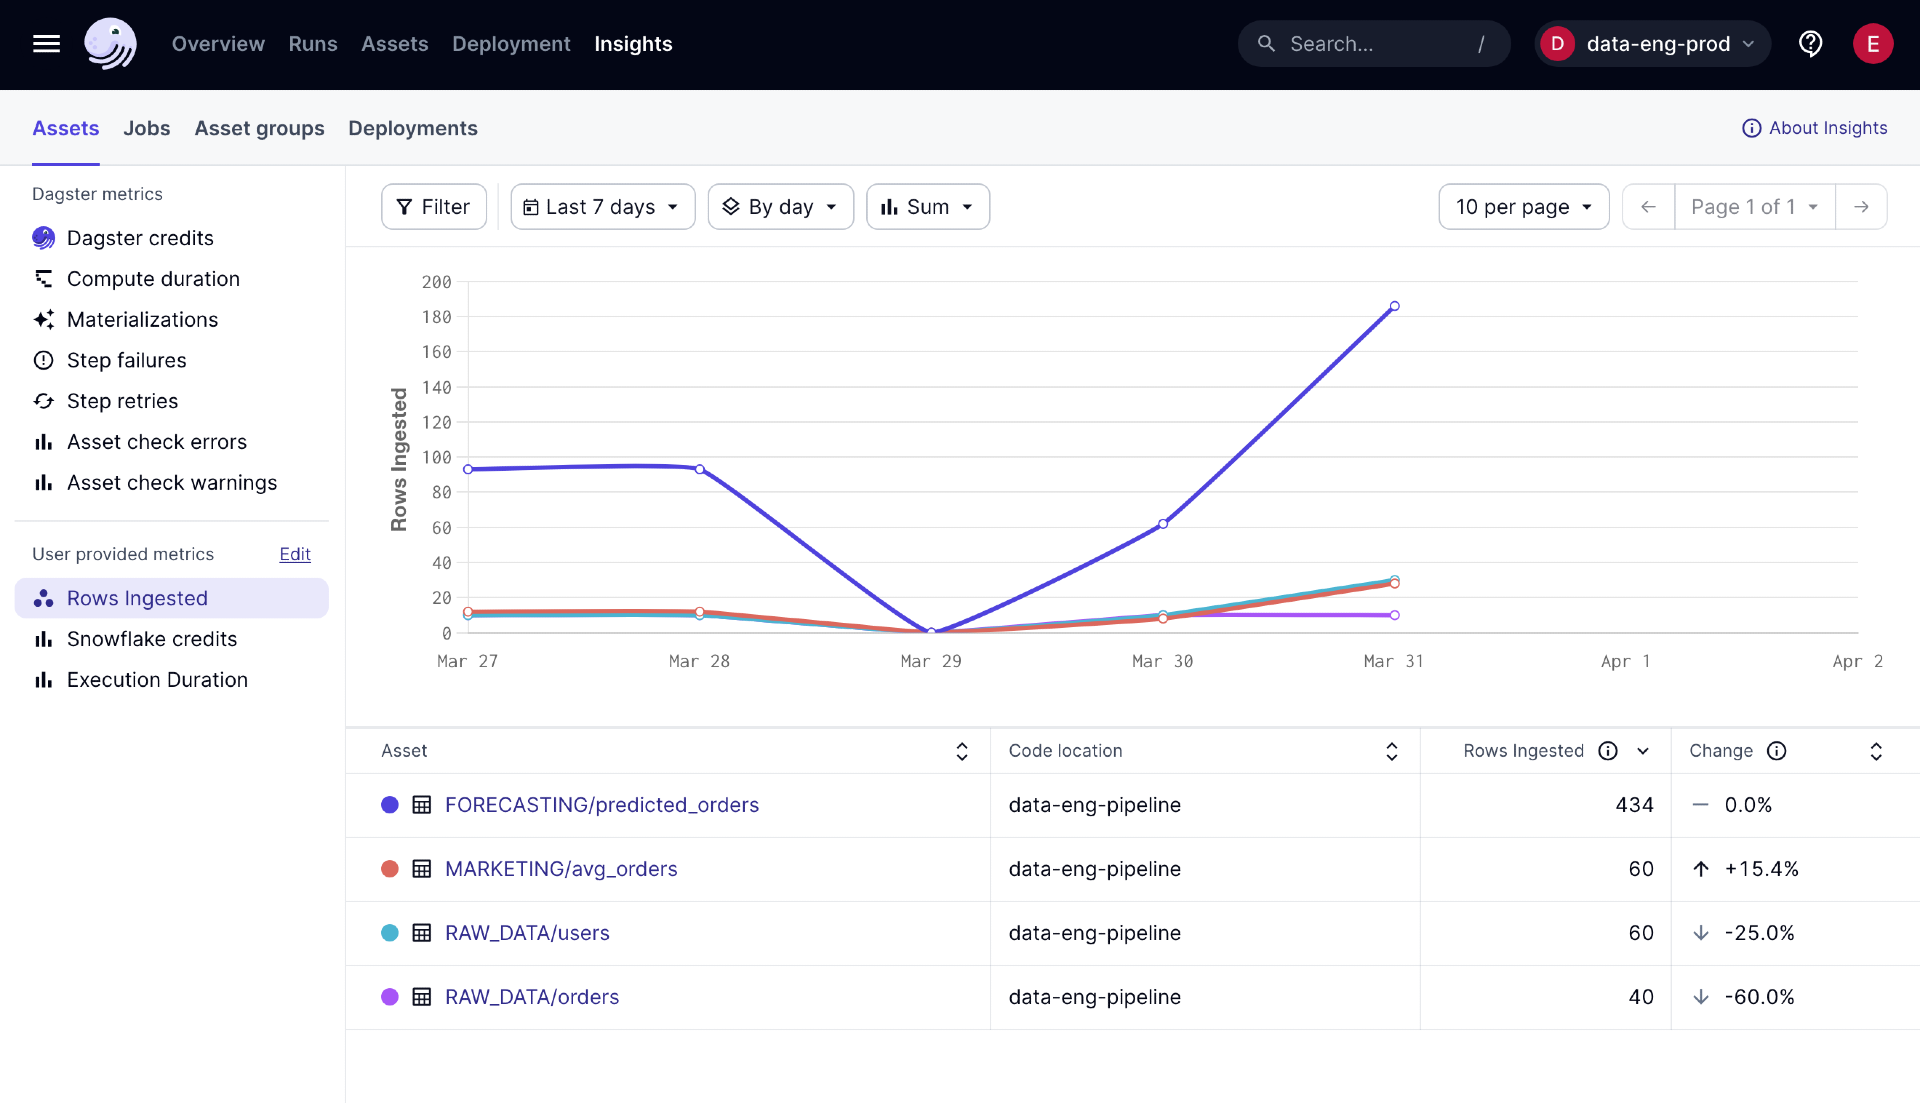 Overview Runs Assets Deployment Insights Search... / D data-eng-prod E
Assets Jobs Asset groups Deployments About Insights
Dagster metrics
Dagster credits
Compute duration
Materializations
Step failures
Step retries
Asset check errors
Asset check warnings
User provided metrics Edit
Rows Ingested
Snowflake credits
Execution Duration
Filter Last 7 days By day Sum 10 per page Page 1 of 1
Rows Ingested
200
180
160
140
120
100
80
60
40
20
0
Mar 27 Mar 28 Mar 29 Mar 30 Mar 31 Apr 1 Apr 2
Asset Code location Rows Ingested Change
FORECASTING/predicted_orders data-eng-pipeline 434 0.0%
MARKETING/avg_orders data-eng-pipeline 60 +15.4%
RAW_DATA/users data-eng-pipeline 60 -25.0%
RAW_DATA/orders data-eng-pipeline 40 -60.0%